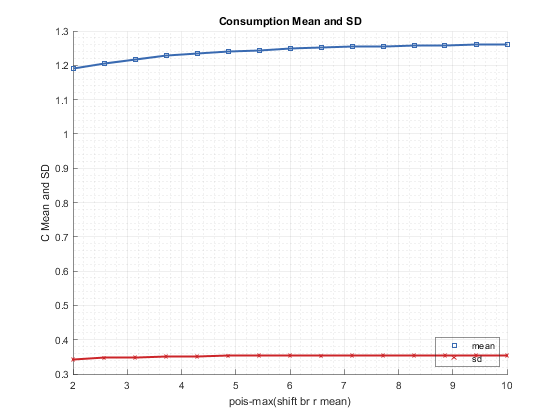 Consumption Mean and SD
1.3
1.2
1.1
1
0.9
0.8
0.7
0.6
0.5
0.4
0.3
C Mean and SD
mean
sd
2 3 4 5 6 7 8 9 10
pois-max(shift br r mean)